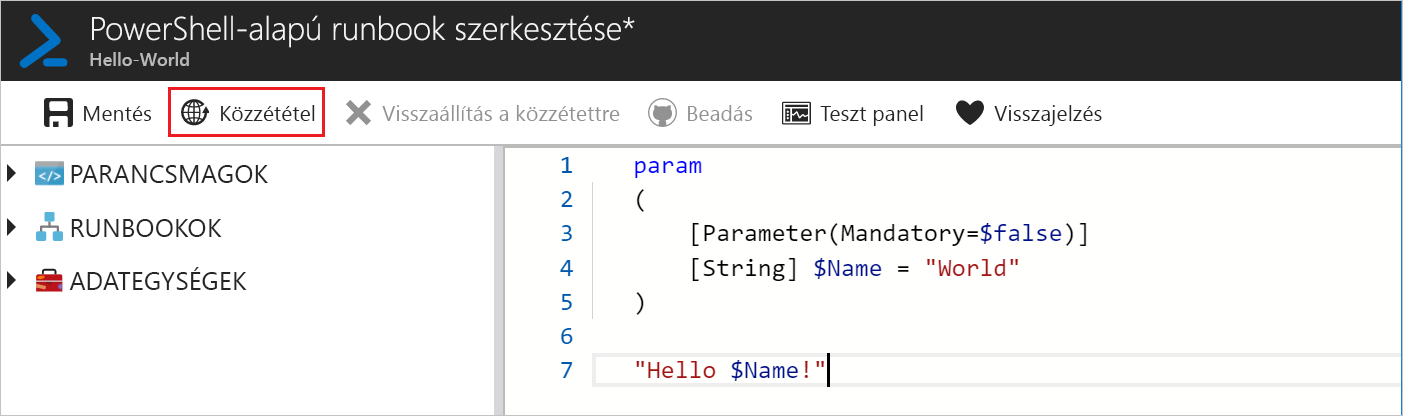 PowerShell-alapú runbook szerkesztése*
Hello-World
Mentés Közzététel Visszaállítás a közzétettre Beadás Teszt panel Visszajelzés
PARANCSMAGOK
RUNBOOKOK
ADATEGYSÉGEK
1 param
2 (
3 [Parameter(Mandatory=$false)]
4 [String] $Name = "World"
5 )
6
7 "Hello $Name!"